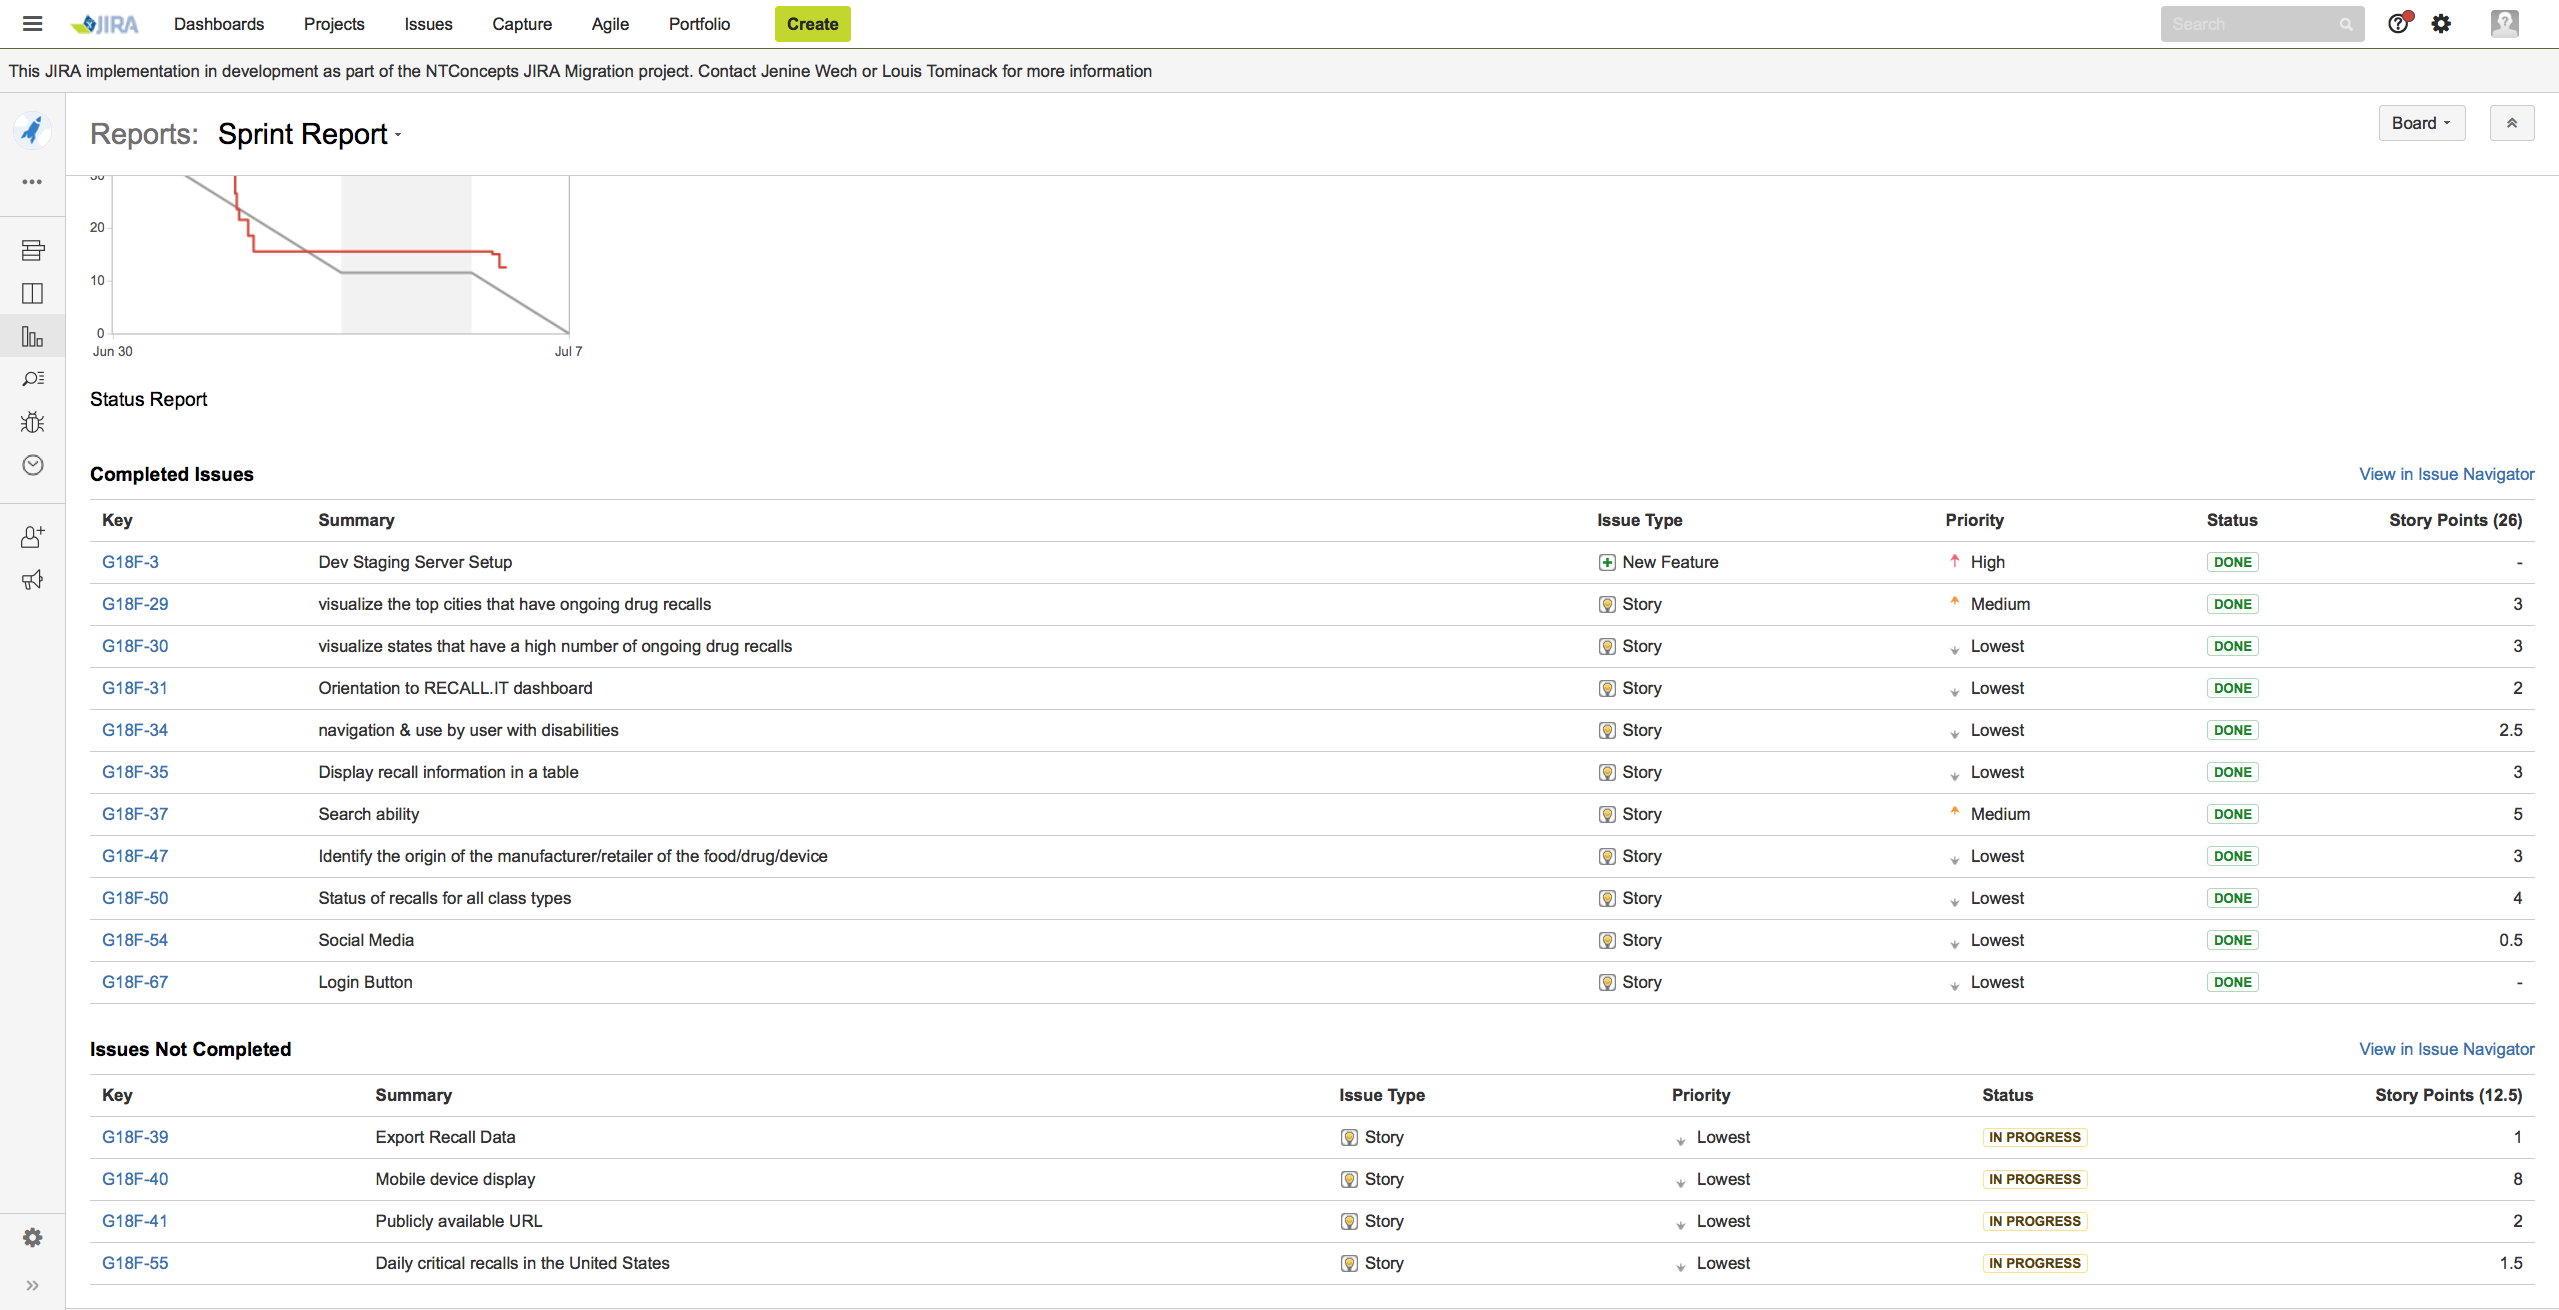 JIRA Dashboards Projects Issues Capture Agile Portfolio Create Search
This JIRA implementation in development as part of the NTConcepts JIRA Migration project. Contact Jenine Wech or Louis Tominack for more information
Reports: Sprint Report Board
30
20
10
0
Jun 30 Jul 7
Status Report
Completed Issues View in Issue Navigator
Key Summary Issue Type Priority Status Story Points (26)
G18F-3 Dev Staging Server Setup New Feature High DONE -
G18F-29 visualize the top cities that have ongoing drug recalls Story Medium DONE 3
G18F-30 visualize states that have a high number of ongoing drug recalls Story Lowest DONE 3
G18F-31 Orientation to RECALL.IT dashboard Story Lowest DONE 2
G18F-34 navigation & use by user with disabilities Story Lowest DONE 2.5
G18F-35 Display recall information in a table Story Lowest DONE 3
G18F-37 Search ability Story Medium DONE 5
G18F-47 Identify the origin of the manufacturer/retailer of the food/drug/device Story Lowest DONE 3
G18F-50 Status of recalls for all class types Story Lowest DONE 4
G18F-54 Social Media Story Lowest DONE 0.5
G18F-67 Login Button Story Lowest DONE -
Issues Not Completed View in Issue Navigator
Key Summary Issue Type Priority Status Story Points (12.5)
G18F-39 Export Recall Data Story Lowest IN PROGRESS 1
G18F-40 Mobile device display Story Lowest IN PROGRESS 8
G18F-41 Publicly available URL Story Lowest IN PROGRESS 2
G18F-55 Daily critical recalls in the United States Story Lowest IN PROGRESS 1.5